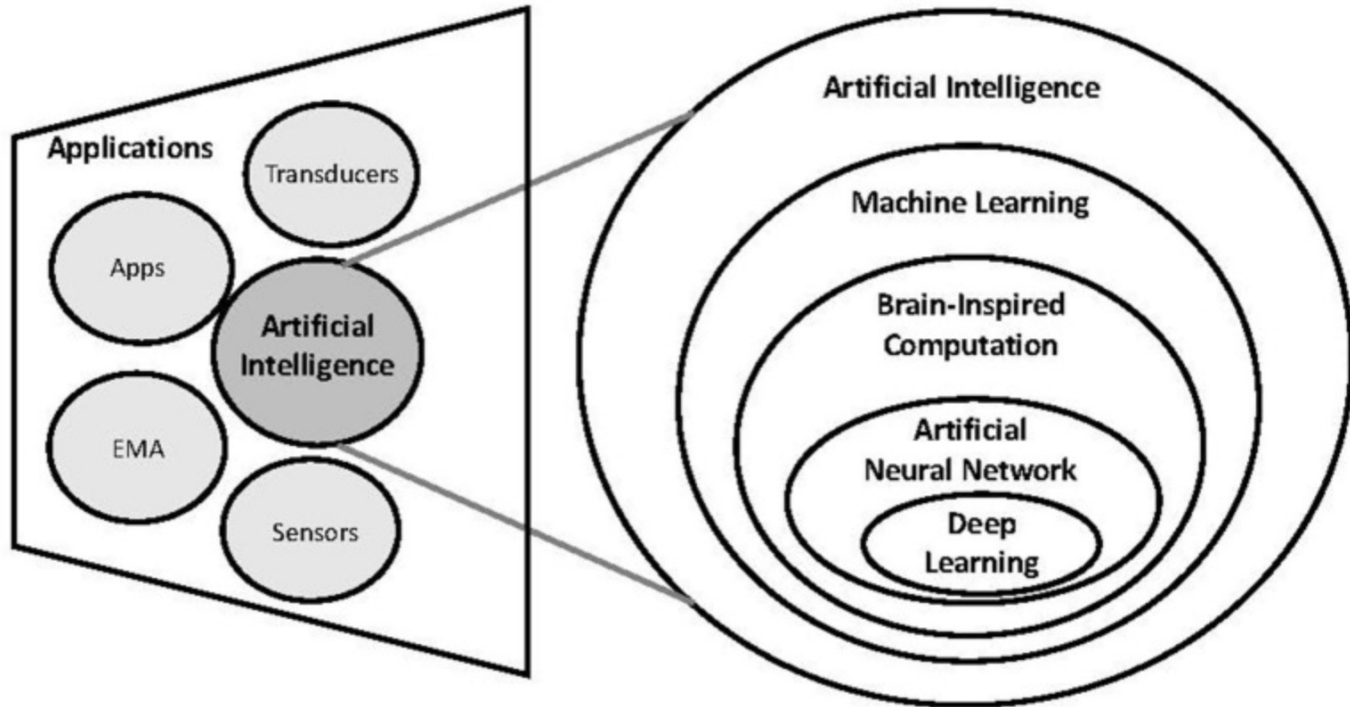 Applications
Transducers
Apps
Artificial
Intelligence
EMA
Sensors
Artificial Intelligence
Machine Learning
Brain-Inspired
Computation
Artificial
Neural Network
Deep
Learning